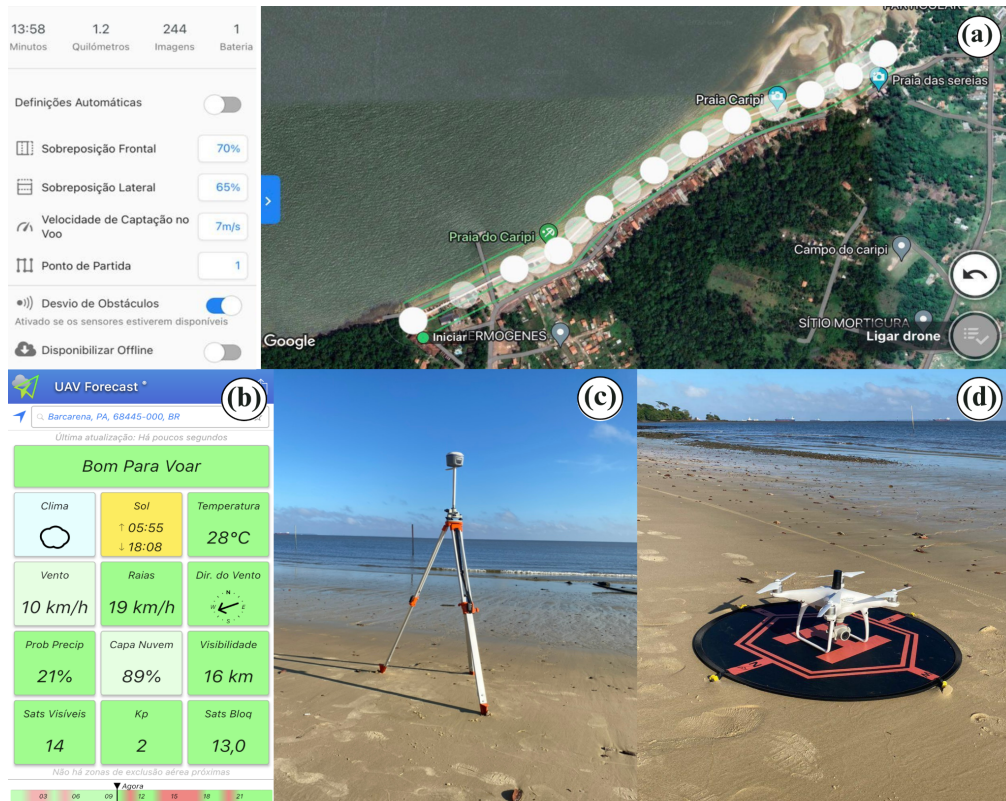 13:58 1.2 244 1
Minutos Quilómetros Imagens Bateria
Definições Automáticas
Sobreposição Frontal 70%
Sobreposição Lateral 65%
Velocidade de Captação no Voo 7m/s
Ponto de Partida 1
Desvio de Obstáculos
Ativado se os sensores estiverem disponíveis
Disponibilizar Offline
(a)
PARTICULAR
Praia das sereias
Praia Caripi
Praia do Caripi
Campo do caripi
SÍTIO MORTIGURA
Ligar drone
Iniciar
ERMOGENES
Google
(b)
UAV Forecast
Barcarena, PA, 68445-000, BR
Última atualização: Há poucos segundos
Bom Para Voar
Clima Sol Temperatura
↑ 05:55
↓ 18:08
28°C
Vento Raias Dir. do Vento
10 km/h 19 km/h
N
W E
S
Prob Precip Capa Nuvem Visibilidade
21% 89% 16 km
Sats Visíveis Kp Sats Bloq
14 2 13,0
Não há zonas de exclusão aérea próximas
Agora
03 06 09 12 15 18 21
(c)
(d)
H